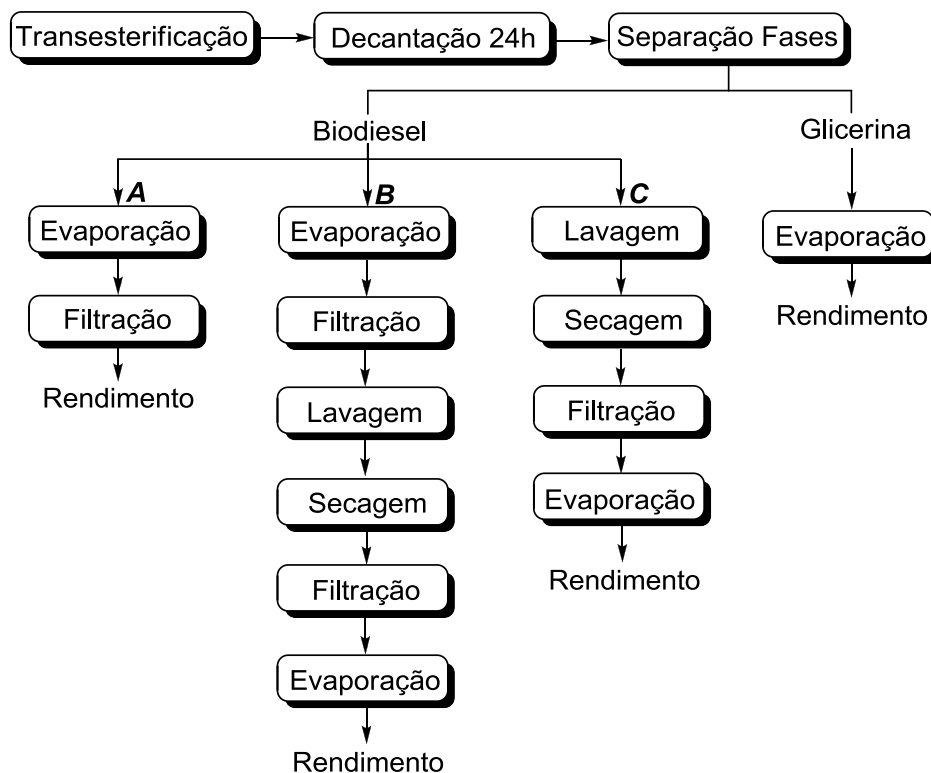 Transesterificação
Decantação 24h
Separação Fases
Biodiesel
Glicerina
A
Evaporação
Filtração
Rendimento
B
Evaporação
Filtração
Lavagem
Secagem
Filtração
Evaporação
Rendimento
C
Lavagem
Secagem
Filtração
Evaporação
Rendimento
Evaporação
Rendimento